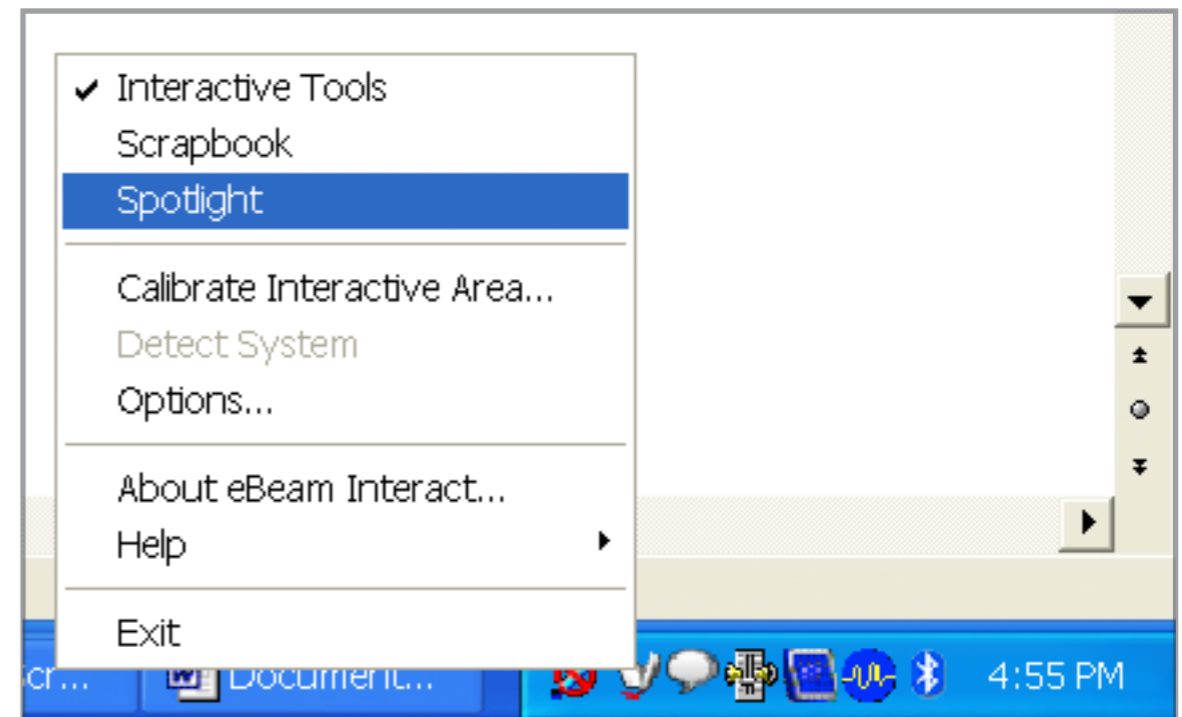 Interactive Tools
Scrapbook
Spotlight
Calibrate Interactive Area...
Detect System
Options...
About eBeam Interact...
Help
Exit
cr... Document... 4:55 PM